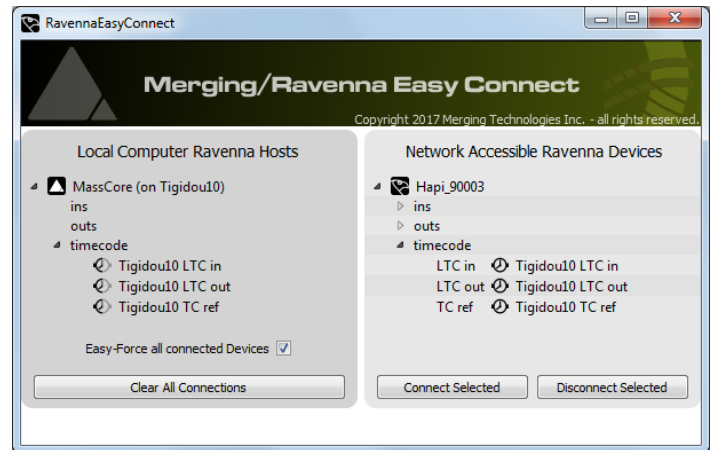 RavennaEasyConnect
Merging/Ravenna Easy Connect
Copyright 2017 Merging Technologies Inc. - all rights reserved.
Local Computer Ravenna Hosts
MassCore (on Tigidou10)
ins
outs
timecode
Tigidou10 LTC in
Tigidou10 LTC out
Tigidou10 TC ref
Easy-Force all connected Devices
Clear All Connections
Network Accessible Ravenna Devices
Hapi_90003
ins
outs
timecode
LTC in Tigidou10 LTC in
LTC out Tigidou10 LTC out
TC ref Tigidou10 TC ref
Connect Selected Disconnect Selected